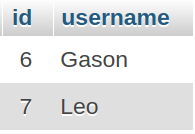 id username
6 Gason
7 Leo